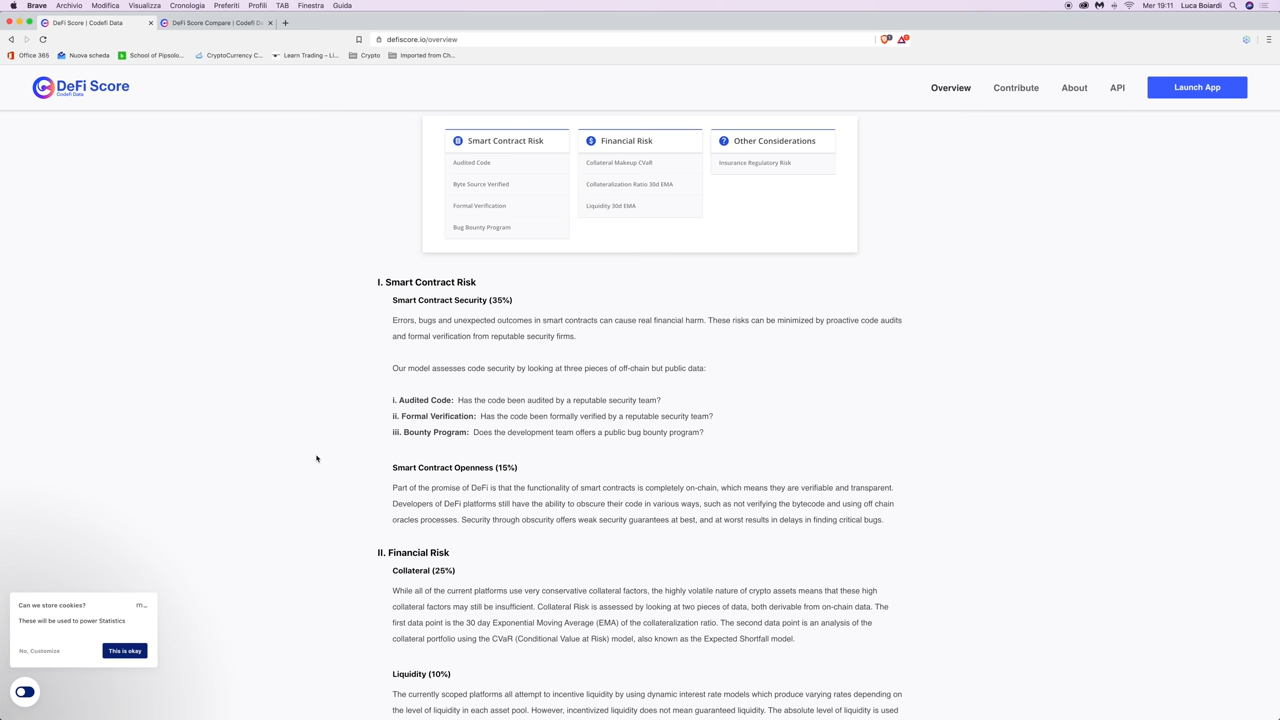 Brave Archivio Modifica Visualizza Cronologia Preferiti Profili TAB Finestra Guida Mer 19:11 Luca Boiardi
DeFi Score | Codefi Data DeFi Score Compare | Codefi D
defiscore.io/overview
Office 365 Nuova scheda School of Pipsolo... CryptoCurrency C... Learn Trading – Li... Crypto Imported from Ch...
DeFi Score
Codefi Data
Overview Contribute About API Launch App
Smart Contract Risk Financial Risk Other Considerations
Audited Code Collateral Makeup CVaR Insurance Regulatory Risk
Byte Source Verified Collateralization Ratio 30d EMA
Formal Verification Liquidity 30d EMA
Bug Bounty Program
I. Smart Contract Risk
Smart Contract Security (35%)
Errors, bugs and unexpected outcomes in smart contracts can cause real financial harm. These risks can be minimized by proactive code audits
and formal verification from reputable security firms.
Our model assesses code security by looking at three pieces of off-chain but public data:
i. Audited Code: Has the code been audited by a reputable security team?
ii. Formal Verification: Has the code been formally verified by a reputable security team?
iii. Bounty Program: Does the development team offers a public bug bounty program?
Smart Contract Openness (15%)
Part of the promise of DeFi is that the functionality of smart contracts is completely on-chain, which means they are verifiable and transparent.
Developers of DeFi platforms still have the ability to obscure their code in various ways, such as not verifying the bytecode and using off chain
oracles processes. Security through obscurity offers weak security guarantees at best, and at worst results in delays in finding critical bugs.
II. Financial Risk
Collateral (25%)
While all of the current platforms use very conservative collateral factors, the highly volatile nature of crypto assets means that these high
collateral factors may still be insufficient. Collateral Risk is assessed by looking at two pieces of data, both derivable from on-chain data. The
first data point is the 30 day Exponential Moving Average (EMA) of the collateralization ratio. The second data point is an analysis of the
collateral portfolio using the CVaR (Conditional Value at Risk) model, also known as the Expected Shortfall model.
Liquidity (10%)
The currently scoped platforms all attempt to incentive liquidity by using dynamic interest rate models which produce varying rates depending on
the level of liquidity in each asset pool. However, incentivized liquidity does not mean guaranteed liquidity. The absolute level of liquidity is used
Can we store cookies? m...
These will be used to power Statistics
No, Customize This is okay